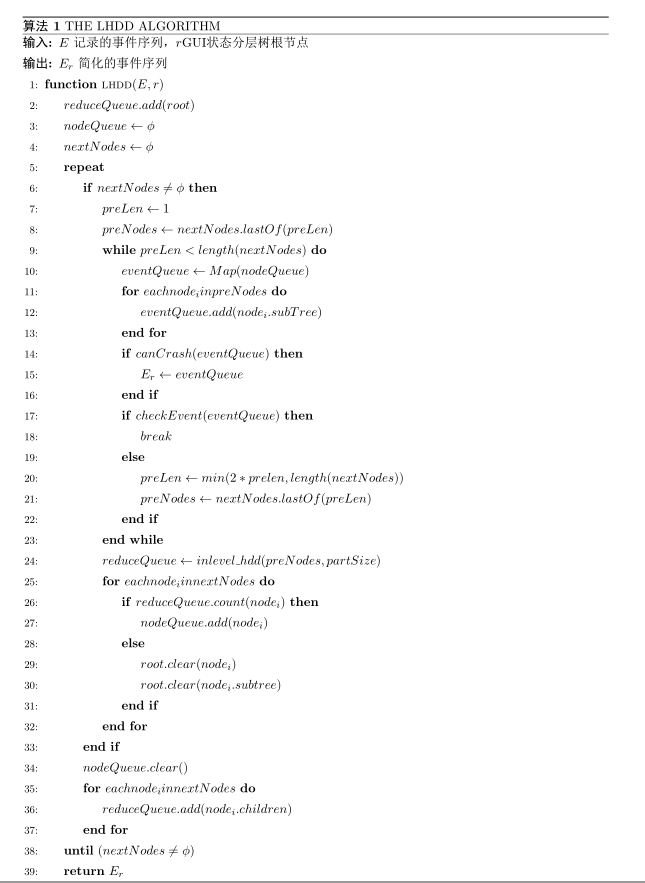 算法 1 THE LHDD ALGORITHM
输入: E 记录的事件序列，rGUI状态分层树根节点
输出: E_r 简化的事件序列
1: function LHDD(E, r)
2: reduceQueue.add(root)
3: nodeQueue ← ϕ
4: nextNodes ← ϕ
5: repeat
6: if nextNodes ≠ ϕ then
7: preLen ← 1
8: preNodes ← nextNodes.lastOf(preLen)
9: while preLen < length(nextNodes) do
10: eventQueue ← Map(nodeQueue)
11: for eachnode_iinpreNodes do
12: eventQueue.add(node_i.subTree)
13: end for
14: if canCrash(eventQueue) then
15: E_r ← eventQueue
16: end if
17: if checkEvent(eventQueue) then
18: break
19: else
20: preLen ← min(2 * prelen, length(nextNodes))
21: preNodes ← nextNodes.lastOf(preLen)
22: end if
23: end while
24: reduceQueue ← inlevel_hdd(preNodes, partSize)
25: for eachnode_iinnextNodes do
26: if reduceQueue.count(node_i) then
27: nodeQueue.add(node_i)
28: else
29: root.clear(node_i)
30: root.clear(node_i.subtree)
31: end if
32: end for
33: end if
34: nodeQueue.clear()
35: for eachnode_iinnextNodes do
36: reduceQueue.add(node_i.children)
37: end for
38: until (nextNodes ≠ ϕ)
39: return E_r